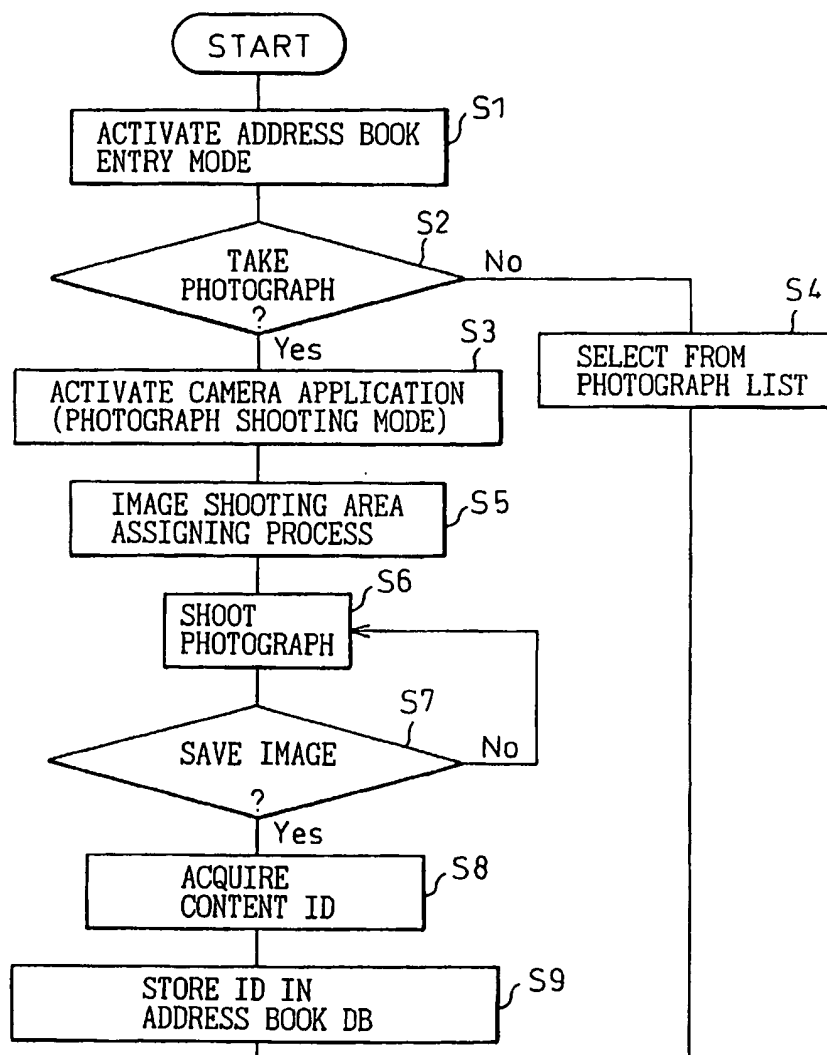 START
S1
ACTIVATE ADDRESS BOOK
ENTRY MODE
S2
TAKE
PHOTOGRAPH
?
No
Yes
S4
SELECT FROM
PHOTOGRAPH LIST
S3
ACTIVATE CAMERA APPLICATION
(PHOTOGRAPH SHOOTING MODE)
IMAGE SHOOTING AREA
ASSIGNING PROCESS
S5
S6
SHOOT
PHOTOGRAPH
S7
SAVE IMAGE
?
No
Yes
ACQUIRE
CONTENT ID
S8
STORE ID IN
ADDRESS BOOK DB
S9